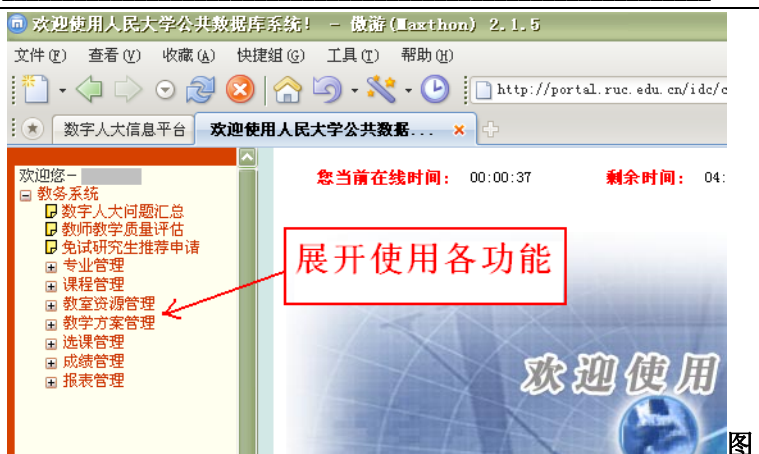 欢迎使用人民大学公共数据库系统! - 傲游(Maxthon) 2.1.5
文件(F) 查看(V) 收藏(A) 快捷组(G) 工具(T) 帮助(H)
http://portal.ruc.edu.cn/idc/c
数字人大信息平台 欢迎使用人民大学公共数据...
欢迎您-
您当前在线时间: 00:00:37 剩余时间: 04:
教务系统
数字人大问题汇总
教师教学质量评估
免试研究生推荐申请
专业管理
课程管理
教室资源管理
教学方案管理
选课管理
成绩管理
报表管理
展开使用各功能
欢迎使用
图